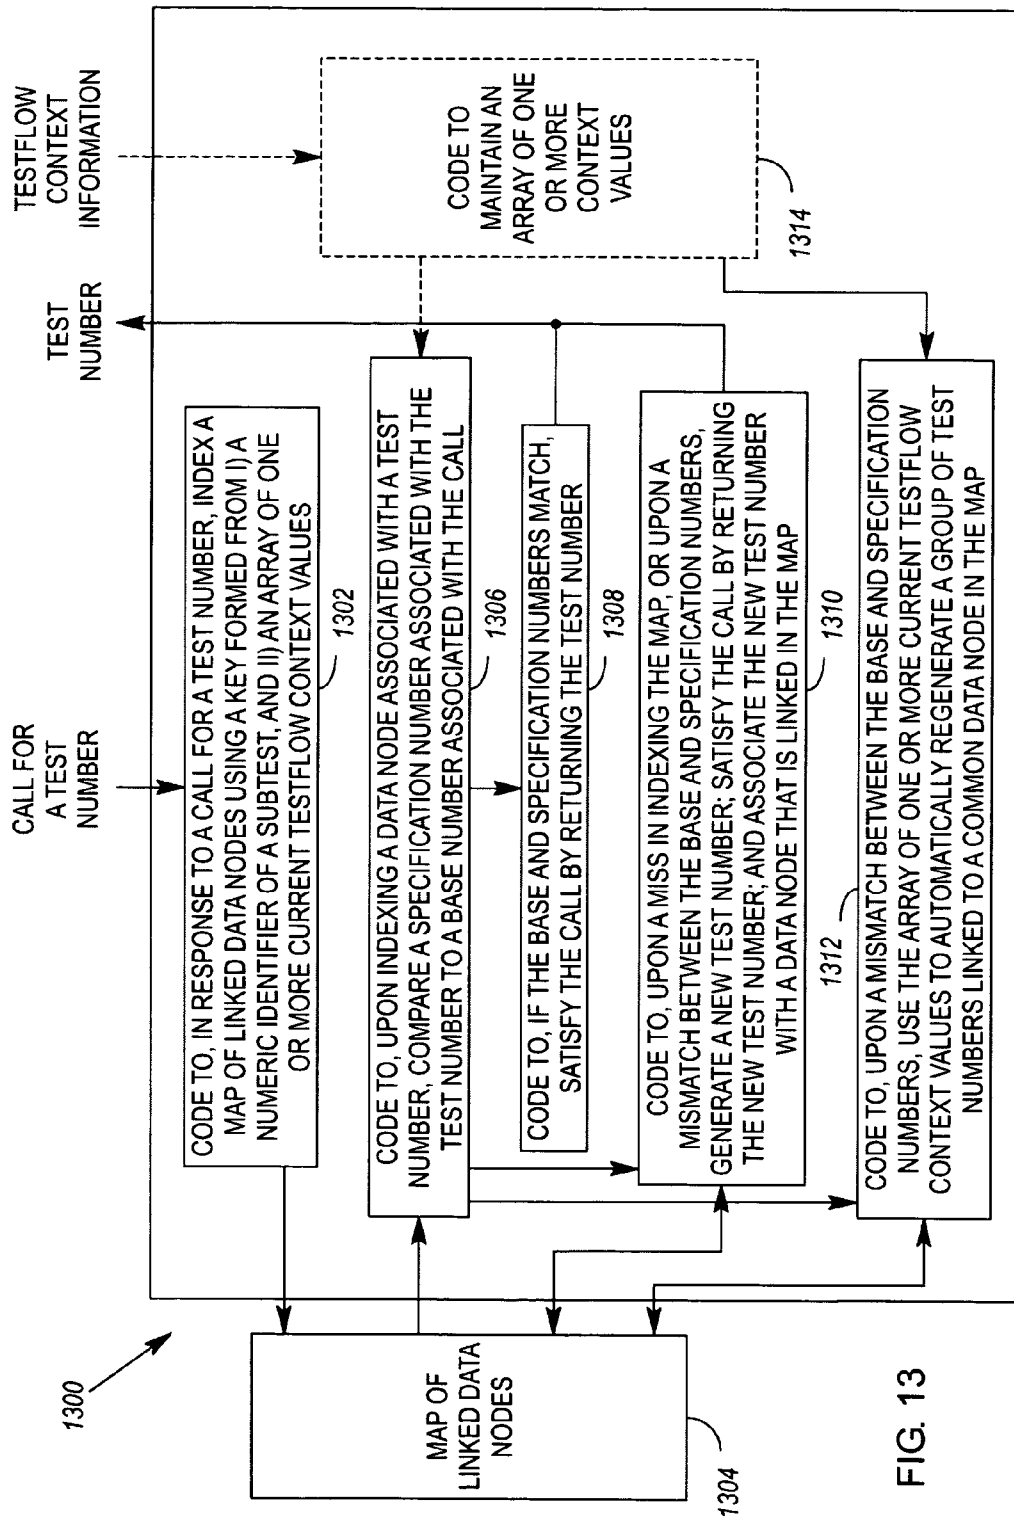 1300
CALL FOR
A TEST
NUMBER
TEST
NUMBER
TESTFLOW
CONTEXT
INFORMATION
MAP OF
LINKED DATA
NODES
1304
CODE TO, IN RESPONSE TO A CALL FOR A TEST NUMBER, INDEX A
MAP OF LINKED DATA NODES USING A KEY FORMED FROM I) A
NUMERIC IDENTIFIER OF A SUBTEST, AND II) AN ARRAY OF ONE
OR MORE CURRENT TESTFLOW CONTEXT VALUES
1302
CODE TO, UPON INDEXING A DATA NODE ASSOCIATED WITH A TEST
NUMBER, COMPARE A SPECIFICATION NUMBER ASSOCIATED WITH THE
TEST NUMBER TO A BASE NUMBER ASSOCIATED WITH THE CALL
1306
CODE TO, IF THE BASE AND SPECIFICATION NUMBERS MATCH,
SATISFY THE CALL BY RETURNING THE TEST NUMBER
1308
CODE TO, UPON A MISS IN INDEXING THE MAP, OR UPON A
MISMATCH BETWEEN THE BASE AND SPECIFICATION NUMBERS,
GENERATE A NEW TEST NUMBER; SATISFY THE CALL BY RETURNING
THE NEW TEST NUMBER; AND ASSOCIATE THE NEW TEST NUMBER
WITH A DATA NODE THAT IS LINKED IN THE MAP
1310
1312
CODE TO, UPON A MISMATCH BETWEEN THE BASE AND SPECIFICATION
NUMBERS, USE THE ARRAY OF ONE OR MORE CURRENT TESTFLOW
CONTEXT VALUES TO AUTOMATICALLY REGENERATE A GROUP OF TEST
NUMBERS LINKED TO A COMMON DATA NODE IN THE MAP
CODE TO
MAINTAIN AN
ARRAY OF ONE
OR MORE
CONTEXT
VALUES
1314
FIG. 13